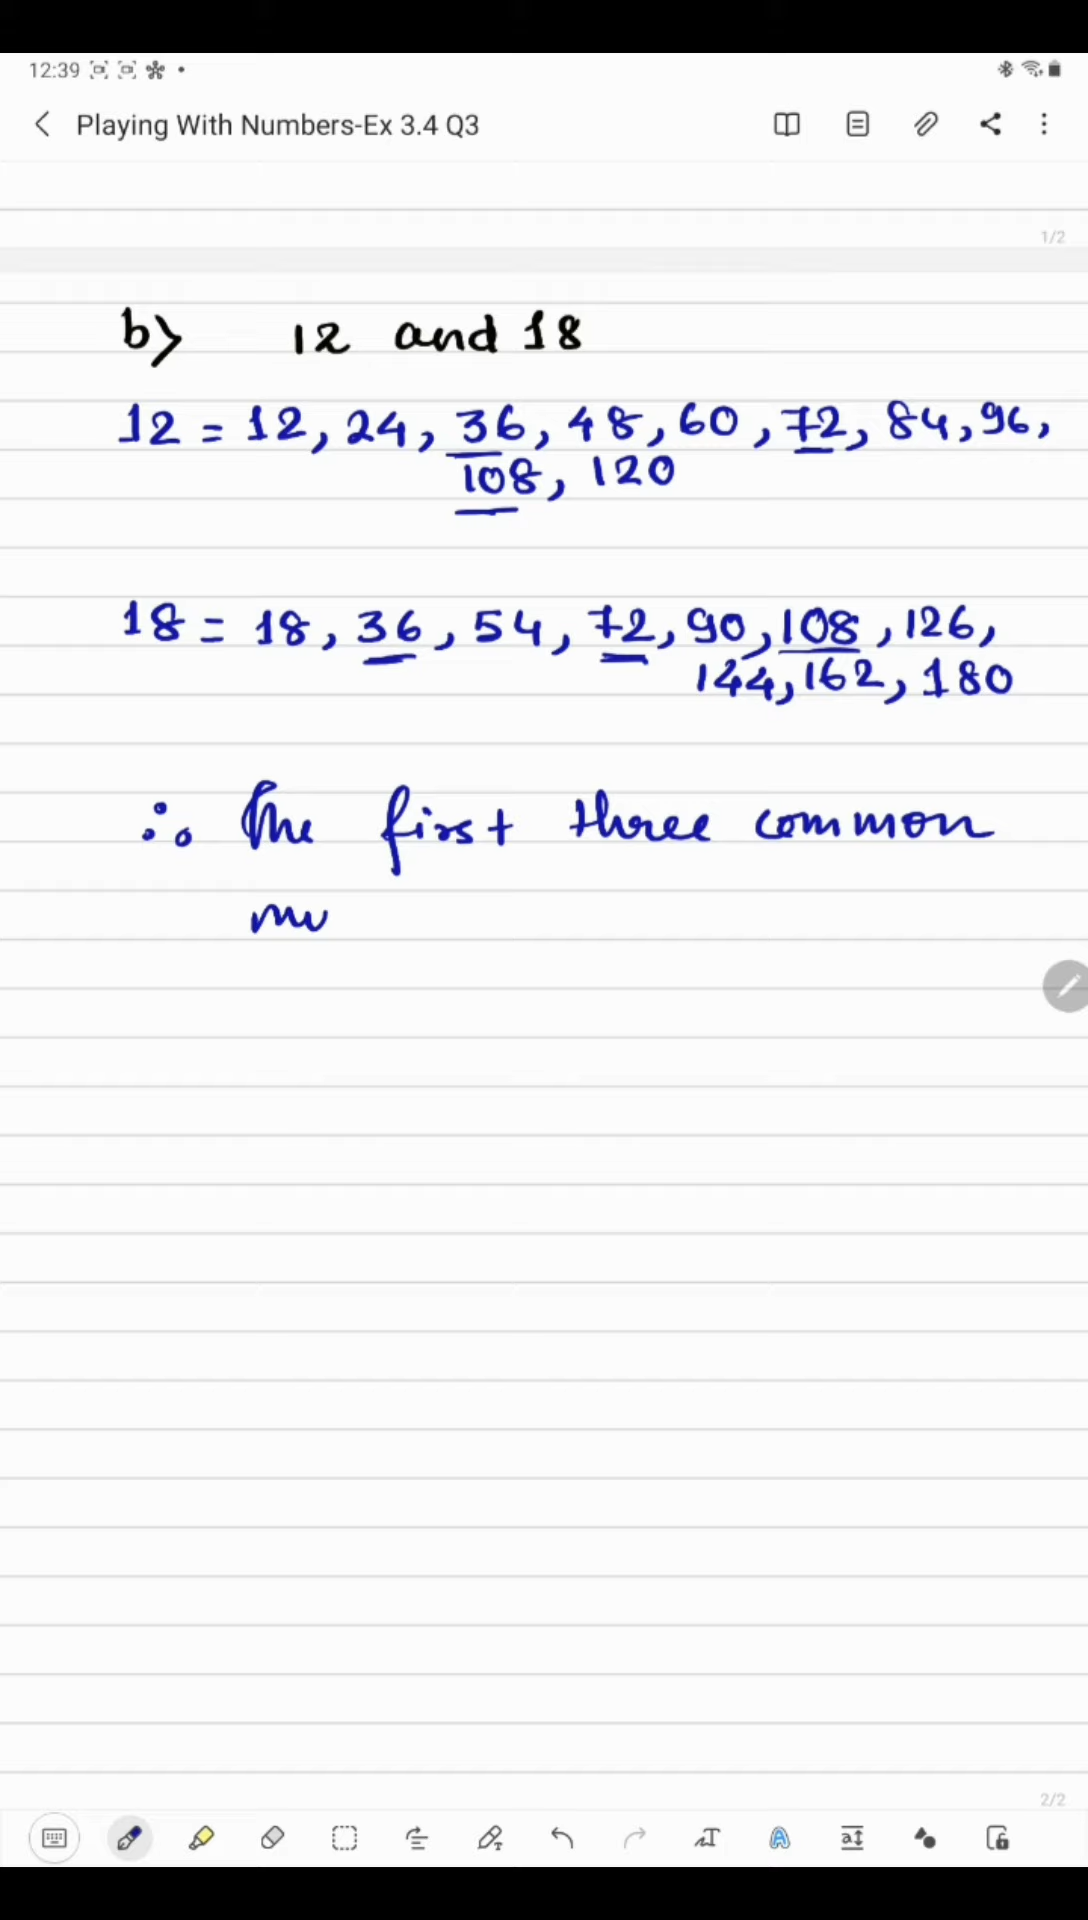 12:39
Playing With Numbers-Ex 3.4 Q3
1/2
b) 12 and 18
12 = 12, 24, 36, 48, 60, 72, 84, 96,
108, 120
18 = 18, 36, 54, 72, 90, 108, 126,
144, 162, 180
∴ The first three common
mu
2/2